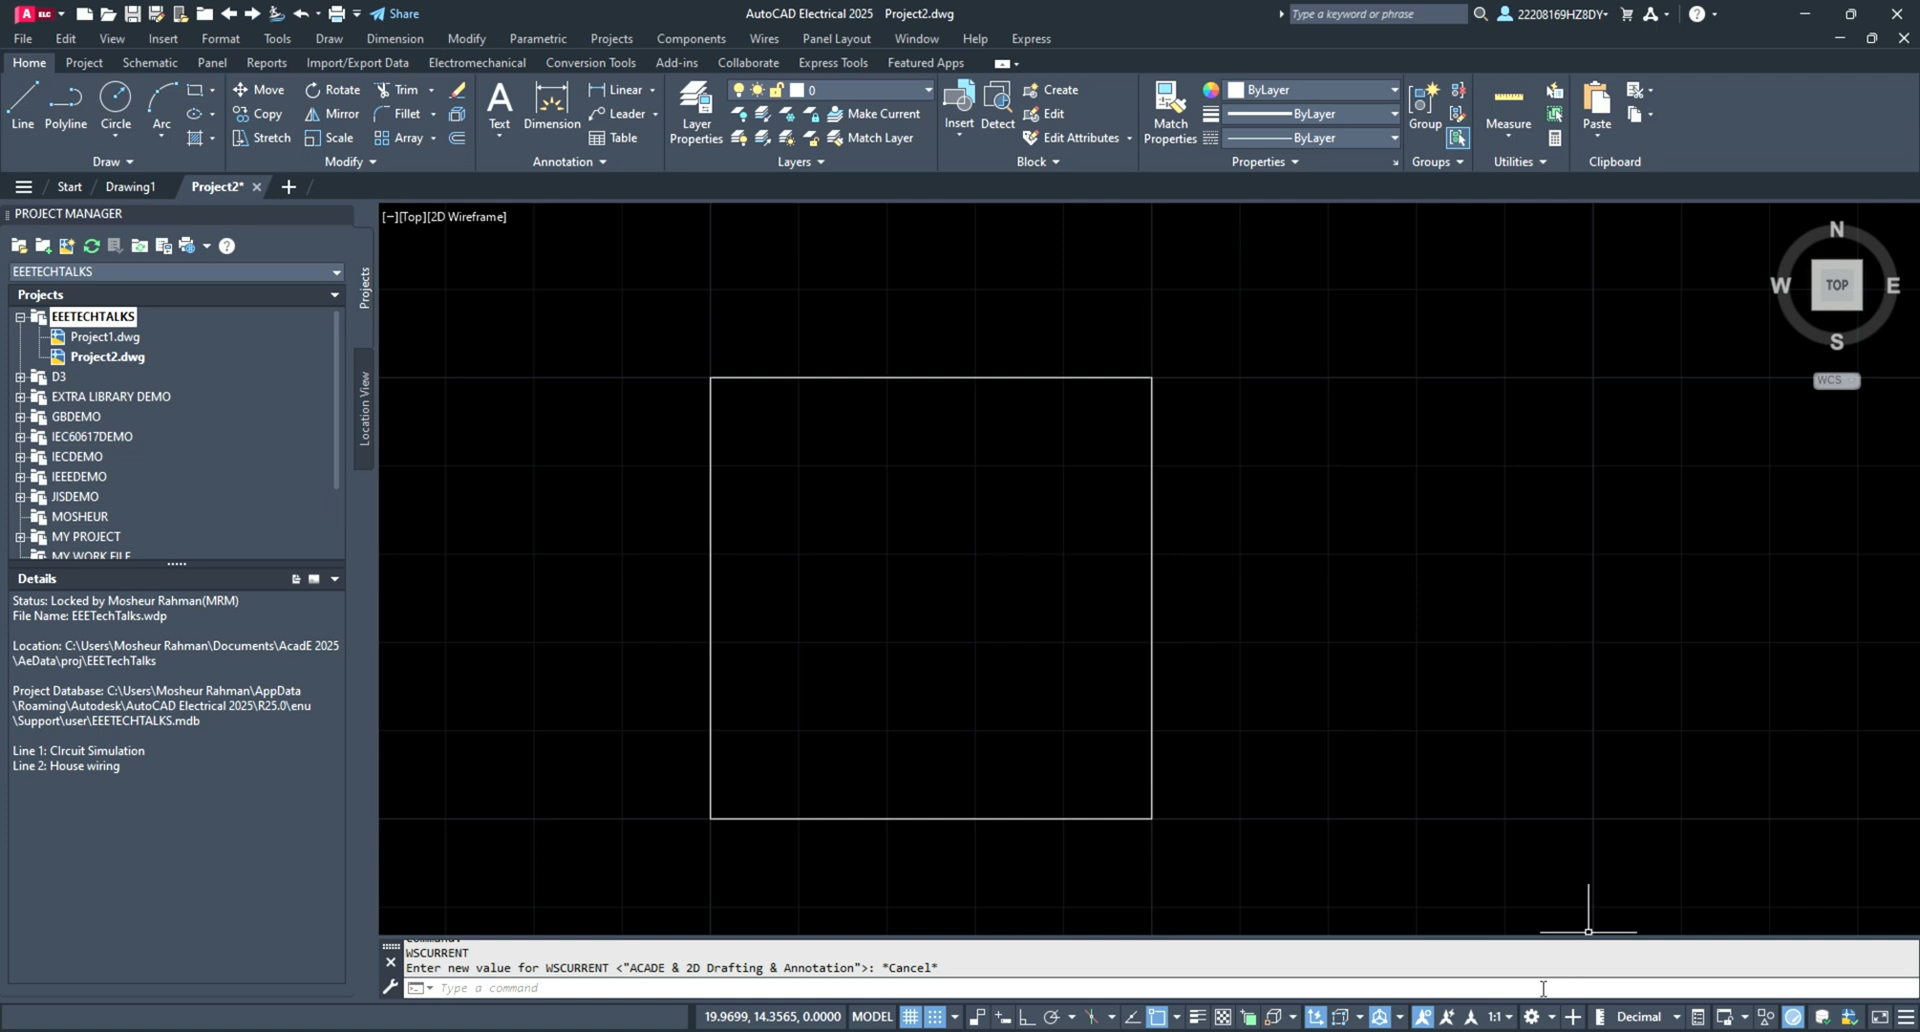 A ELC Share AutoCAD Electrical 2025 Project2.dwg Type a keyword or phrase 22208169HZ8DY
File Edit View Insert Format Tools Draw Dimension Modify Parametric Projects Components Wires Panel Layout Window Help Express
Home Project Schematic Panel Reports Import/Export Data Electromechanical Conversion Tools Add-ins Collaborate Express Tools Featured Apps
Move Rotate Trim Linear 0 Create ByLayer
Line Polyline Circle Arc Copy Mirror Fillet Text Dimension Leader Layer Properties Make Current Insert Detect Edit Match Properties ByLayer Group Measure Paste
Stretch Scale Array Table Match Layer Edit Attributes ByLayer
Draw Modify Annotation Layers Block Properties Groups Utilities Clipboard
Start Drawing1 Project2*
PROJECT MANAGER
EEETECHTALKS
Projects
EEETECHTALKS
Project1.dwg
Project2.dwg
D3
EXTRA LIBRARY DEMO
GBDEMO
IEC60617DEMO
IECDEMO
IEEEDEMO
JISDEMO
MOSHEUR
MY PROJECT
MY WORK FILE
Projects
Location View
Details
Status: Locked by Mosheur Rahman(MRM)
File Name: EEETechTalks.wdp
Location: C:\Users\Mosheur Rahman\Documents\AcadE 2025
\AeData\proj\EEETechTalks
Project Database: C:\Users\Mosheur Rahman\AppData
\Roaming\Autodesk\AutoCAD Electrical 2025\R25.0\enu
\Support\user\EEETECHTALKS.mdb
Line 1: CIrcuit Simulation
Line 2: House wiring
[−][Top][2D Wireframe]
N
W TOP E
S
WCS
Command:
WSCURRENT
Enter new value for WSCURRENT <"ACADE & 2D Drafting & Annotation">: *Cancel*
Type a command
19.9699, 14.3565, 0.0000 MODEL 1:1 Decimal